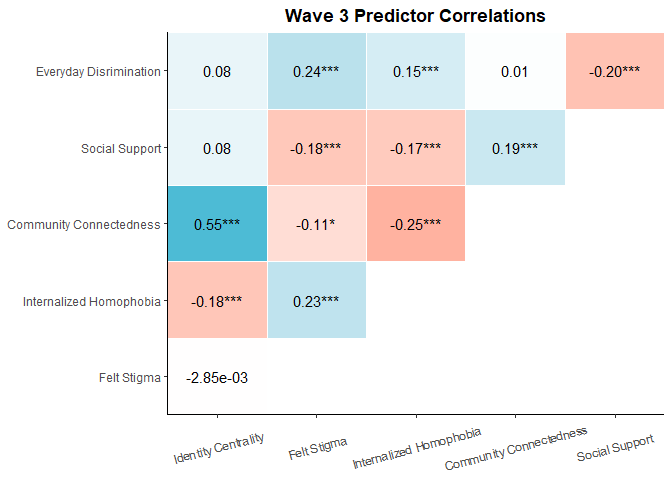 Wave 3 Predictor Correlations
Everyday Disrimination 0.08 0.24*** 0.15*** 0.01 -0.20***
Social Support 0.08 -0.18*** -0.17*** 0.19***
Community Connectedness 0.55*** -0.11* -0.25***
Internalized Homophobia -0.18*** 0.23***
Felt Stigma -2.85e-03
Identity Centrality Felt Stigma Internalized Homophobia Community Connectedness Social Support